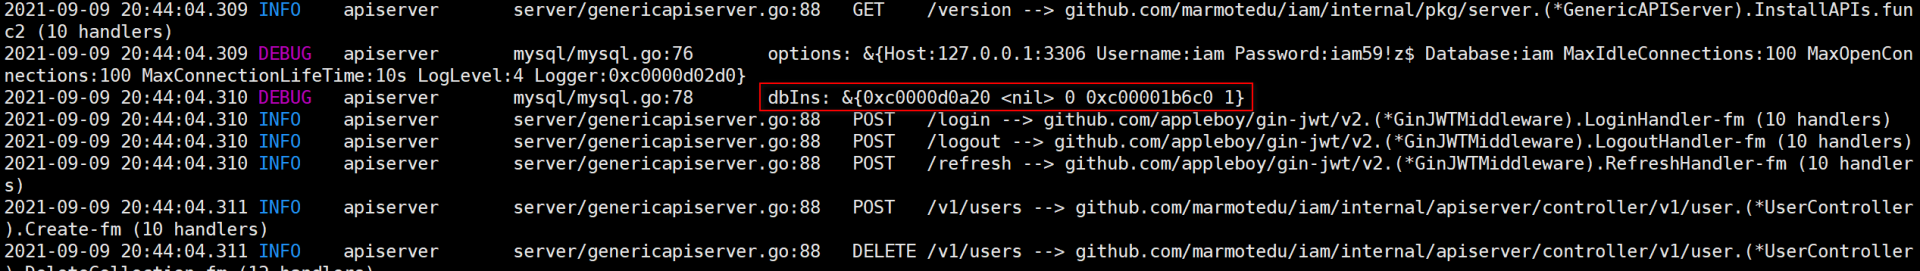 2021-09-09 20:44:04.309 INFO    apiserver       server/genericapiserver.go:88   GET    /version --> github.com/marmotedu/iam/internal/pkg/server.(*GenericAPIServer).InstallAPIs.fun
c2 (10 handlers)
2021-09-09 20:44:04.309 DEBUG   apiserver       mysql/mysql.go:76       options: &{Host:127.0.0.1:3306 Username:iam Password:iam59!z$ Database:iam MaxIdleConnections:100 MaxOpenCon
nections:100 MaxConnectionLifeTime:10s LogLevel:4 Logger:0xc0000d02d0}
2021-09-09 20:44:04.310 DEBUG   apiserver       mysql/mysql.go:78       dbIns: &{0xc0000d0a20 <nil> 0 0xc00001b6c0 1}
2021-09-09 20:44:04.310 INFO    apiserver       server/genericapiserver.go:88   POST   /login --> github.com/appleboy/gin-jwt/v2.(*GinJWTMiddleware).LoginHandler-fm (10 handlers)
2021-09-09 20:44:04.310 INFO    apiserver       server/genericapiserver.go:88   POST   /logout --> github.com/appleboy/gin-jwt/v2.(*GinJWTMiddleware).LogoutHandler-fm (10 handlers)
2021-09-09 20:44:04.310 INFO    apiserver       server/genericapiserver.go:88   POST   /refresh --> github.com/appleboy/gin-jwt/v2.(*GinJWTMiddleware).RefreshHandler-fm (10 handler
s)
2021-09-09 20:44:04.311 INFO    apiserver       server/genericapiserver.go:88   POST   /v1/users --> github.com/marmotedu/iam/internal/apiserver/controller/v1/user.(*UserController
).Create-fm (10 handlers)
2021-09-09 20:44:04.311 INFO    apiserver       server/genericapiserver.go:88   DELETE /v1/users --> github.com/marmotedu/iam/internal/apiserver/controller/v1/user.(*UserController
).DeleteCollection-fm (12 handlers)